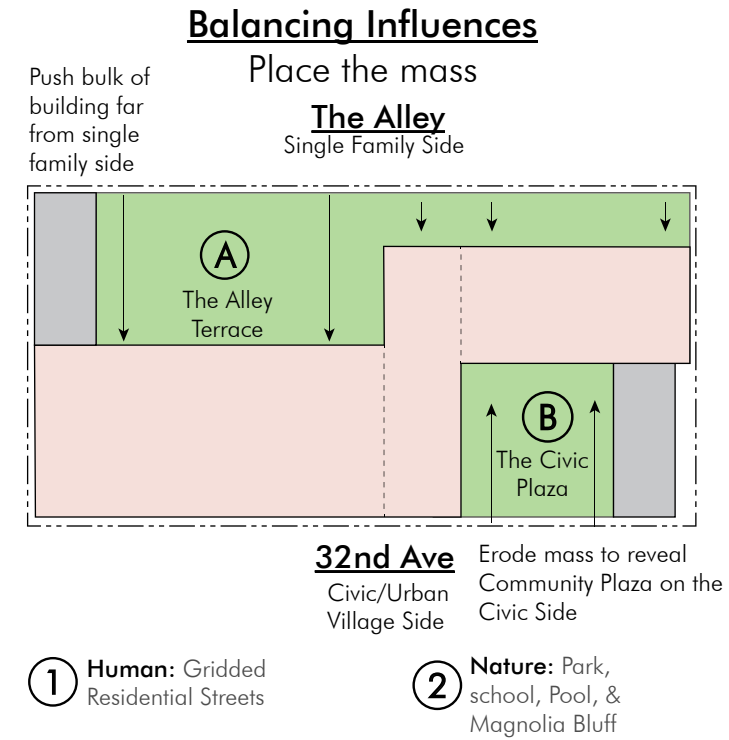 Balancing Influences
Place the mass
Push bulk of
building far
from single
family side
The Alley
Single Family Side
A
The Alley
Terrace
B
The Civic
Plaza
32nd Ave
Civic/Urban
Village Side
Erode mass to reveal
Community Plaza on the
Civic Side
1
Human: Gridded
Residential Streets
2
Nature: Park,
school, Pool, &
Magnolia Bluff